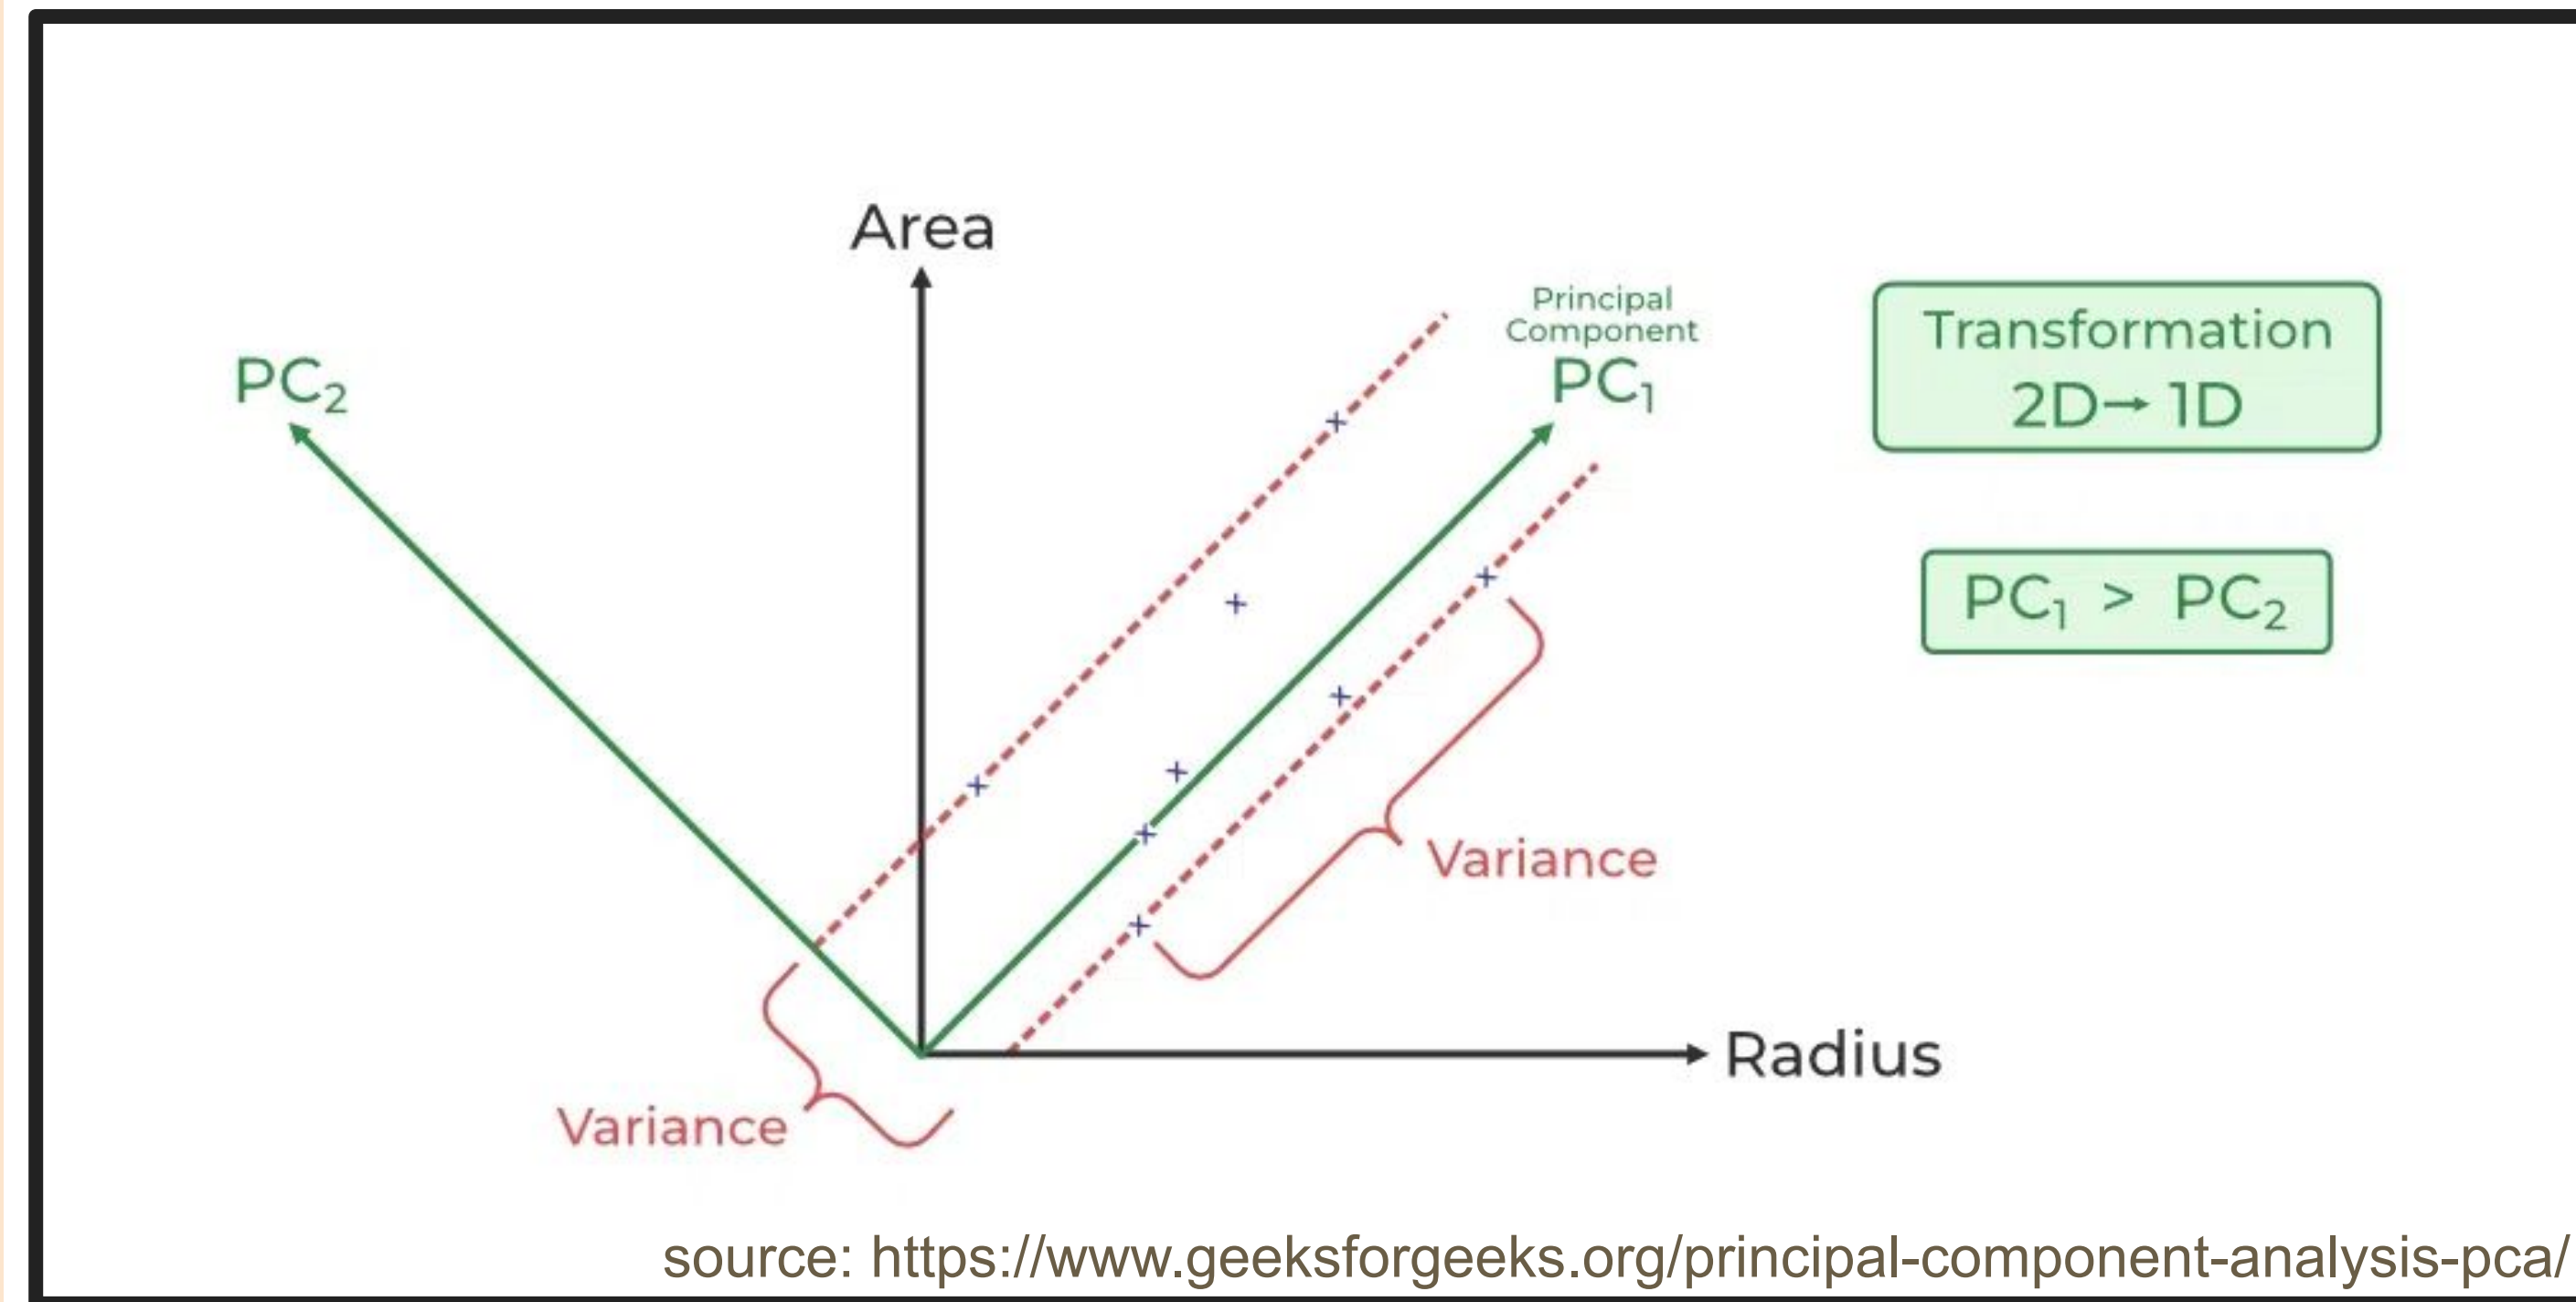 Area
Principal
Component
PC₁
PC₂
Transformation
2D→ 1D
PC₁ > PC₂
Variance
Radius
Variance
source: https://www.geeksforgeeks.org/principal-component-analysis-pca/